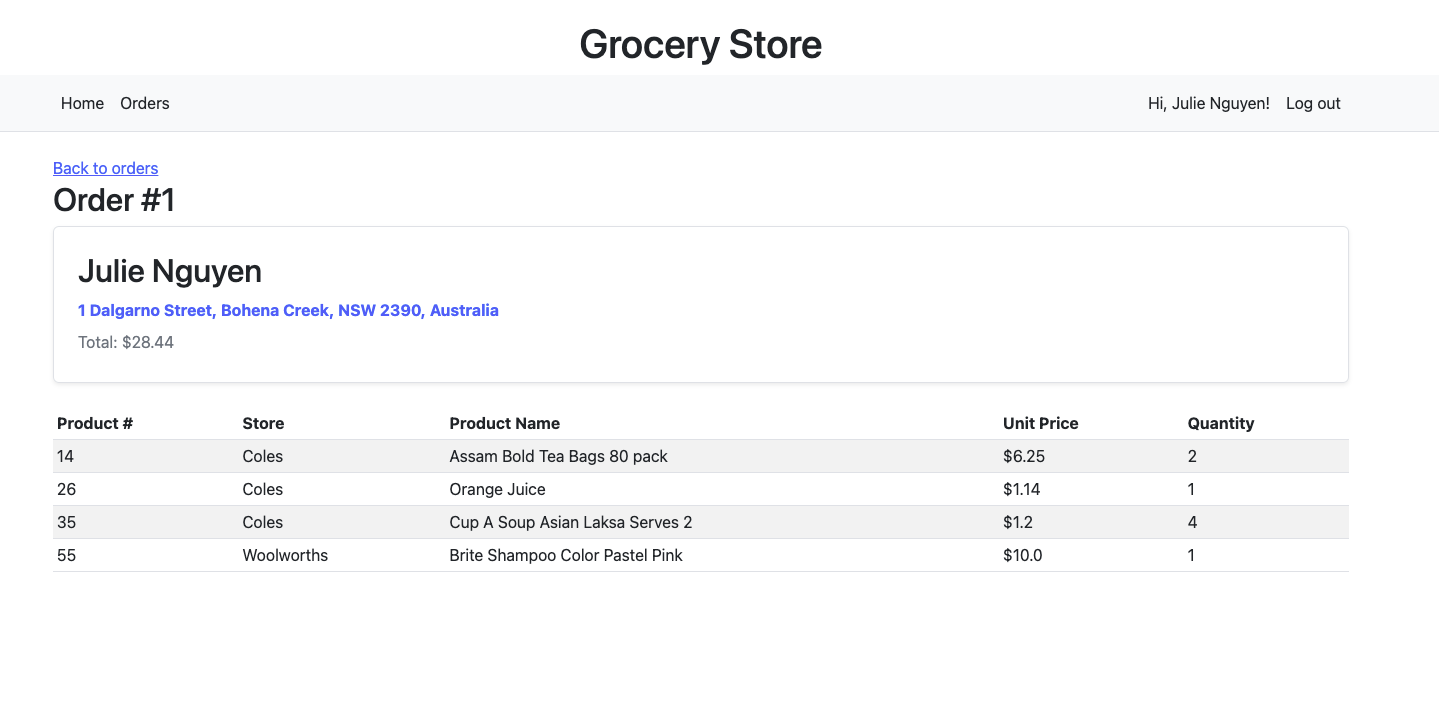 Grocery Store
Home Orders Hi, Julie Nguyen! Log out
Back to orders
Order #1
Julie Nguyen
1 Dalgarno Street, Bohena Creek, NSW 2390, Australia
Total: $28.44
Product # Store Product Name Unit Price Quantity
14 Coles Assam Bold Tea Bags 80 pack $6.25 2
26 Coles Orange Juice $1.14 1
35 Coles Cup A Soup Asian Laksa Serves 2 $1.2 4
55 Woolworths Brite Shampoo Color Pastel Pink $10.0 1